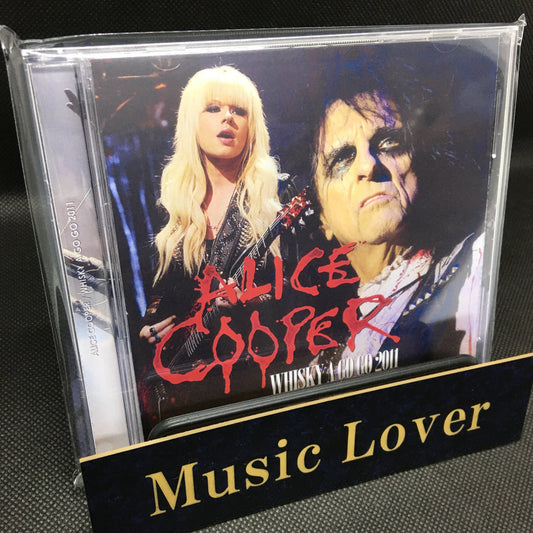 ALICE COOPER / WHISKY A GO GO 2011
ALICE
COOPER
WHISKY A GO GO 2011
Music Lover